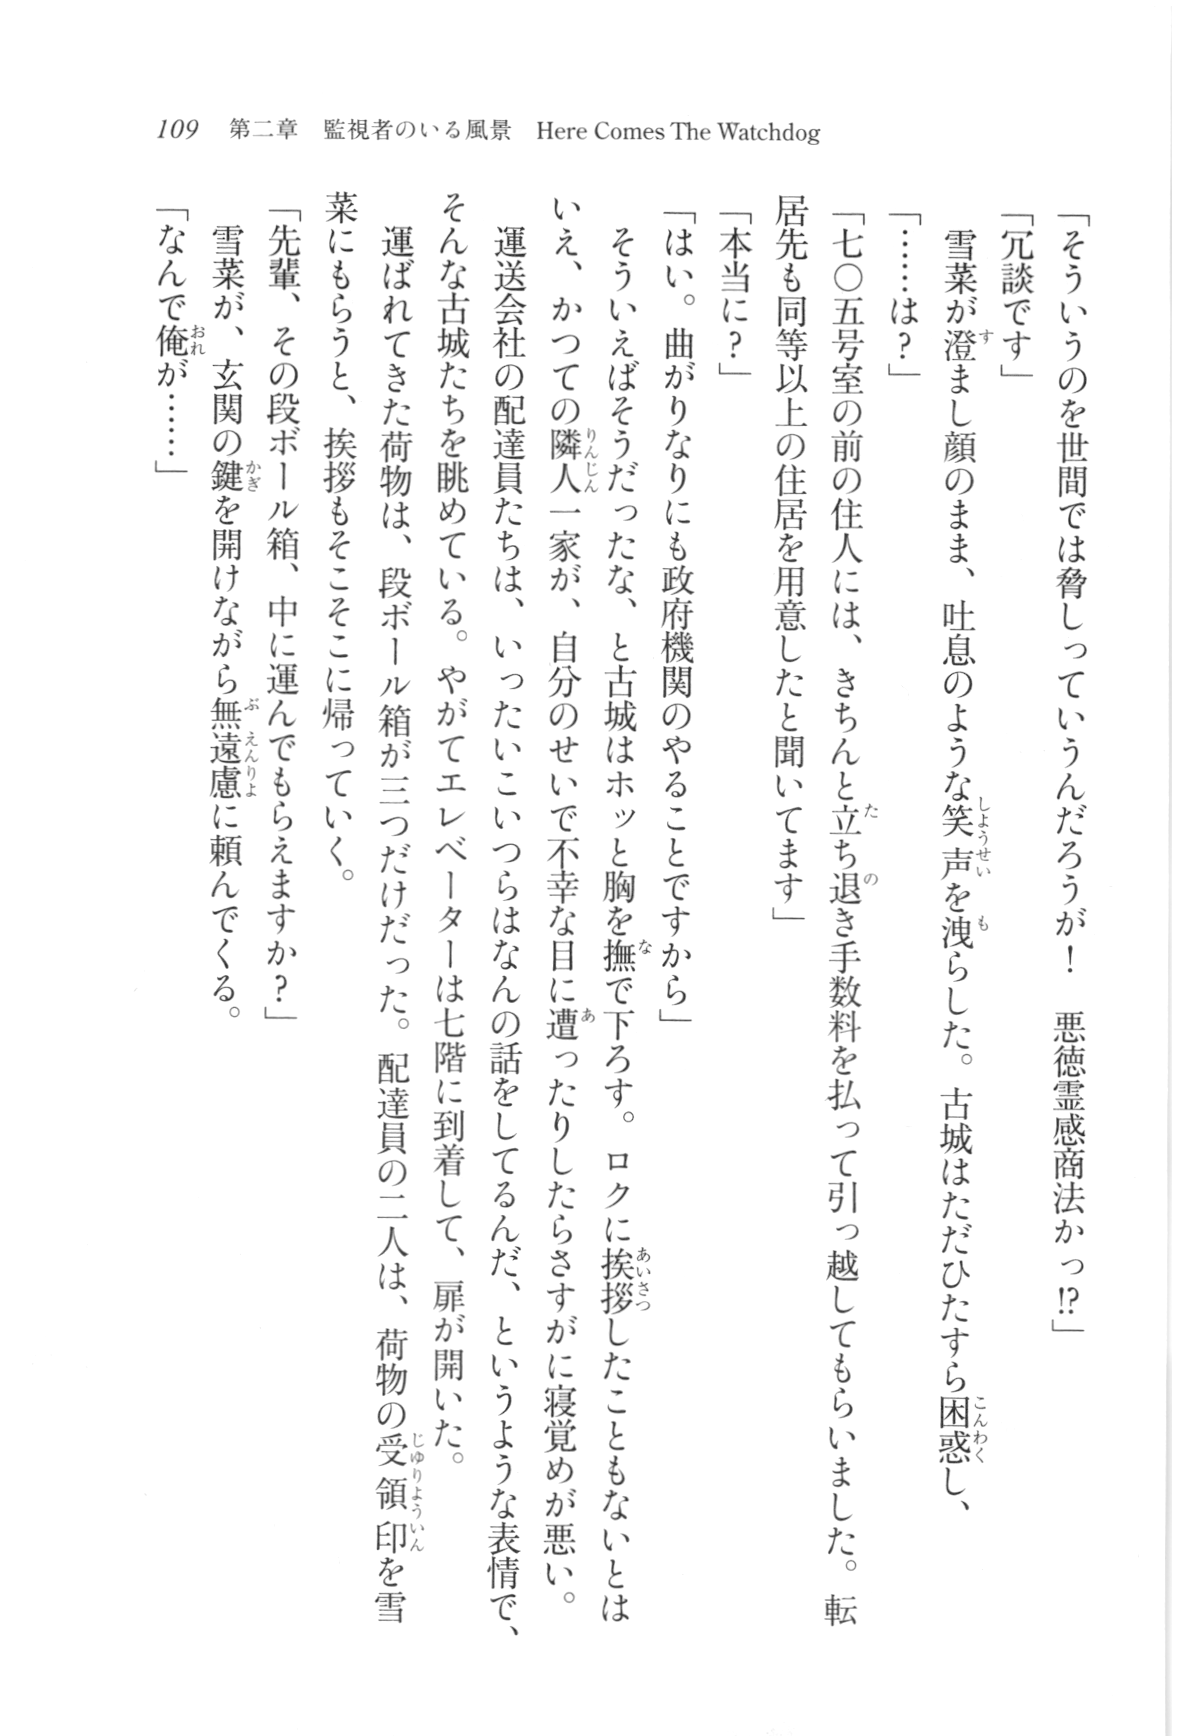 109　第二章　監視者のいる風景　Here Comes The Watchdog
「そういうのを世間では脅しっていうんだろうが！　悪徳霊感商法かっ!?」
「冗談です」
　雪菜が澄まし顔のまま、吐息のような笑声を洩らした。古城はただひたすら困惑し、
「……は？」
「七〇五号室の前の住人には、きちんと立ち退き手数料を払って引っ越してもらいました。転
居先も同等以上の住居を用意したと聞いてます」
「本当に？」
「はい。曲がりなりにも政府機関のやることですから」
　そういえばそうだったな、と古城はホッと胸を撫で下ろす。ロクに挨拶したこともないとは
いえ、かつての隣人一家が、自分のせいで不幸な目に遭ったりしたらさすがに寝覚めが悪い。
　運送会社の配達員たちは、いったいこいつらはなんの話をしてるんだ、というような表情で、
そんな古城たちを眺めている。やがてエレベーターは七階に到着して、扉が開いた。
　運ばれてきた荷物は、段ボール箱が三つだけだった。配達員の二人は、荷物の受領印を雪
菜にもらうと、挨拶もそこそこに帰っていく。
「先輩、その段ボール箱、中に運んでもらえますか？」
　雪菜が、玄関の鍵を開けながら無遠慮に頼んでくる。
「なんで俺が……」